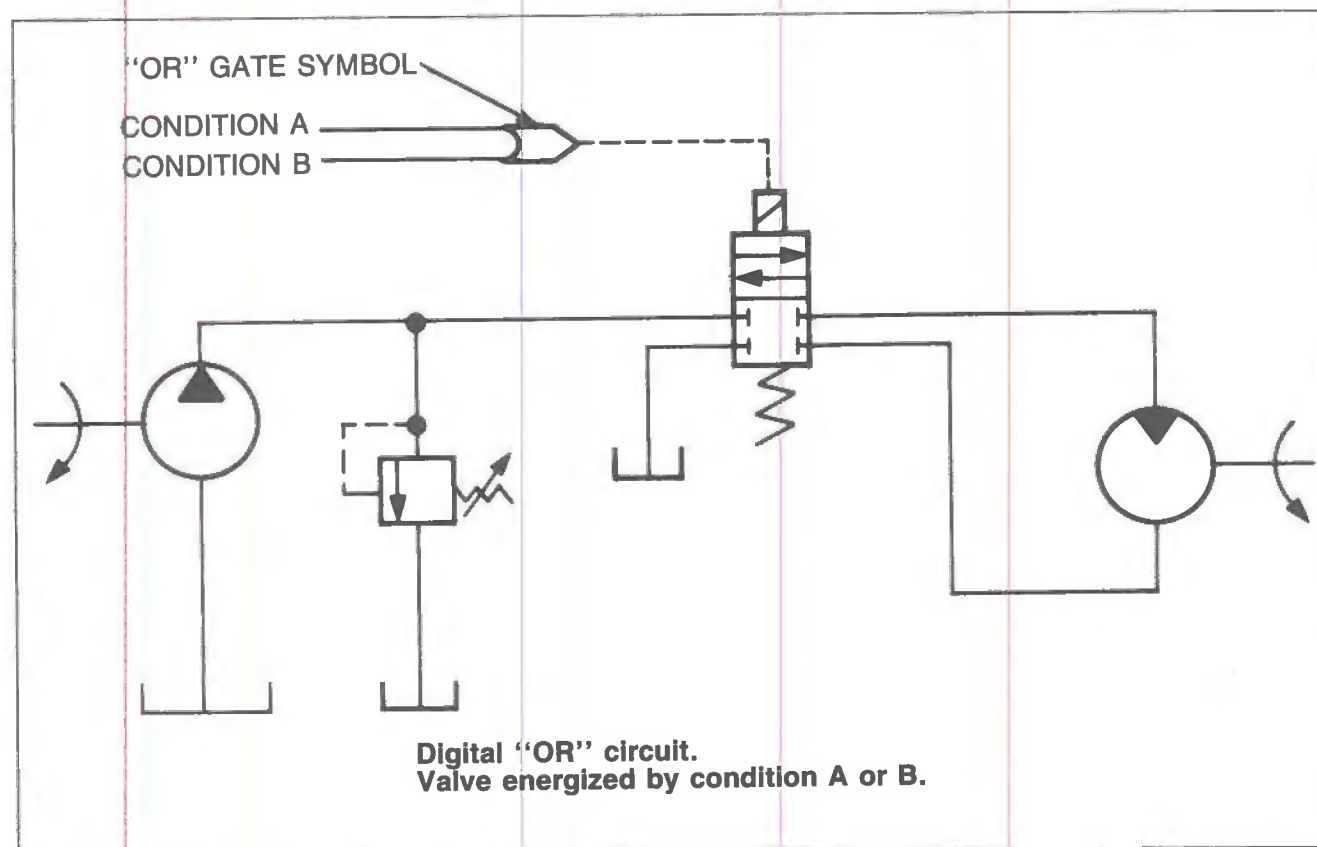 "OR" GATE SYMBOL
CONDITION A
CONDITION B
Digital "OR" circuit.
Valve energized by condition A or B.